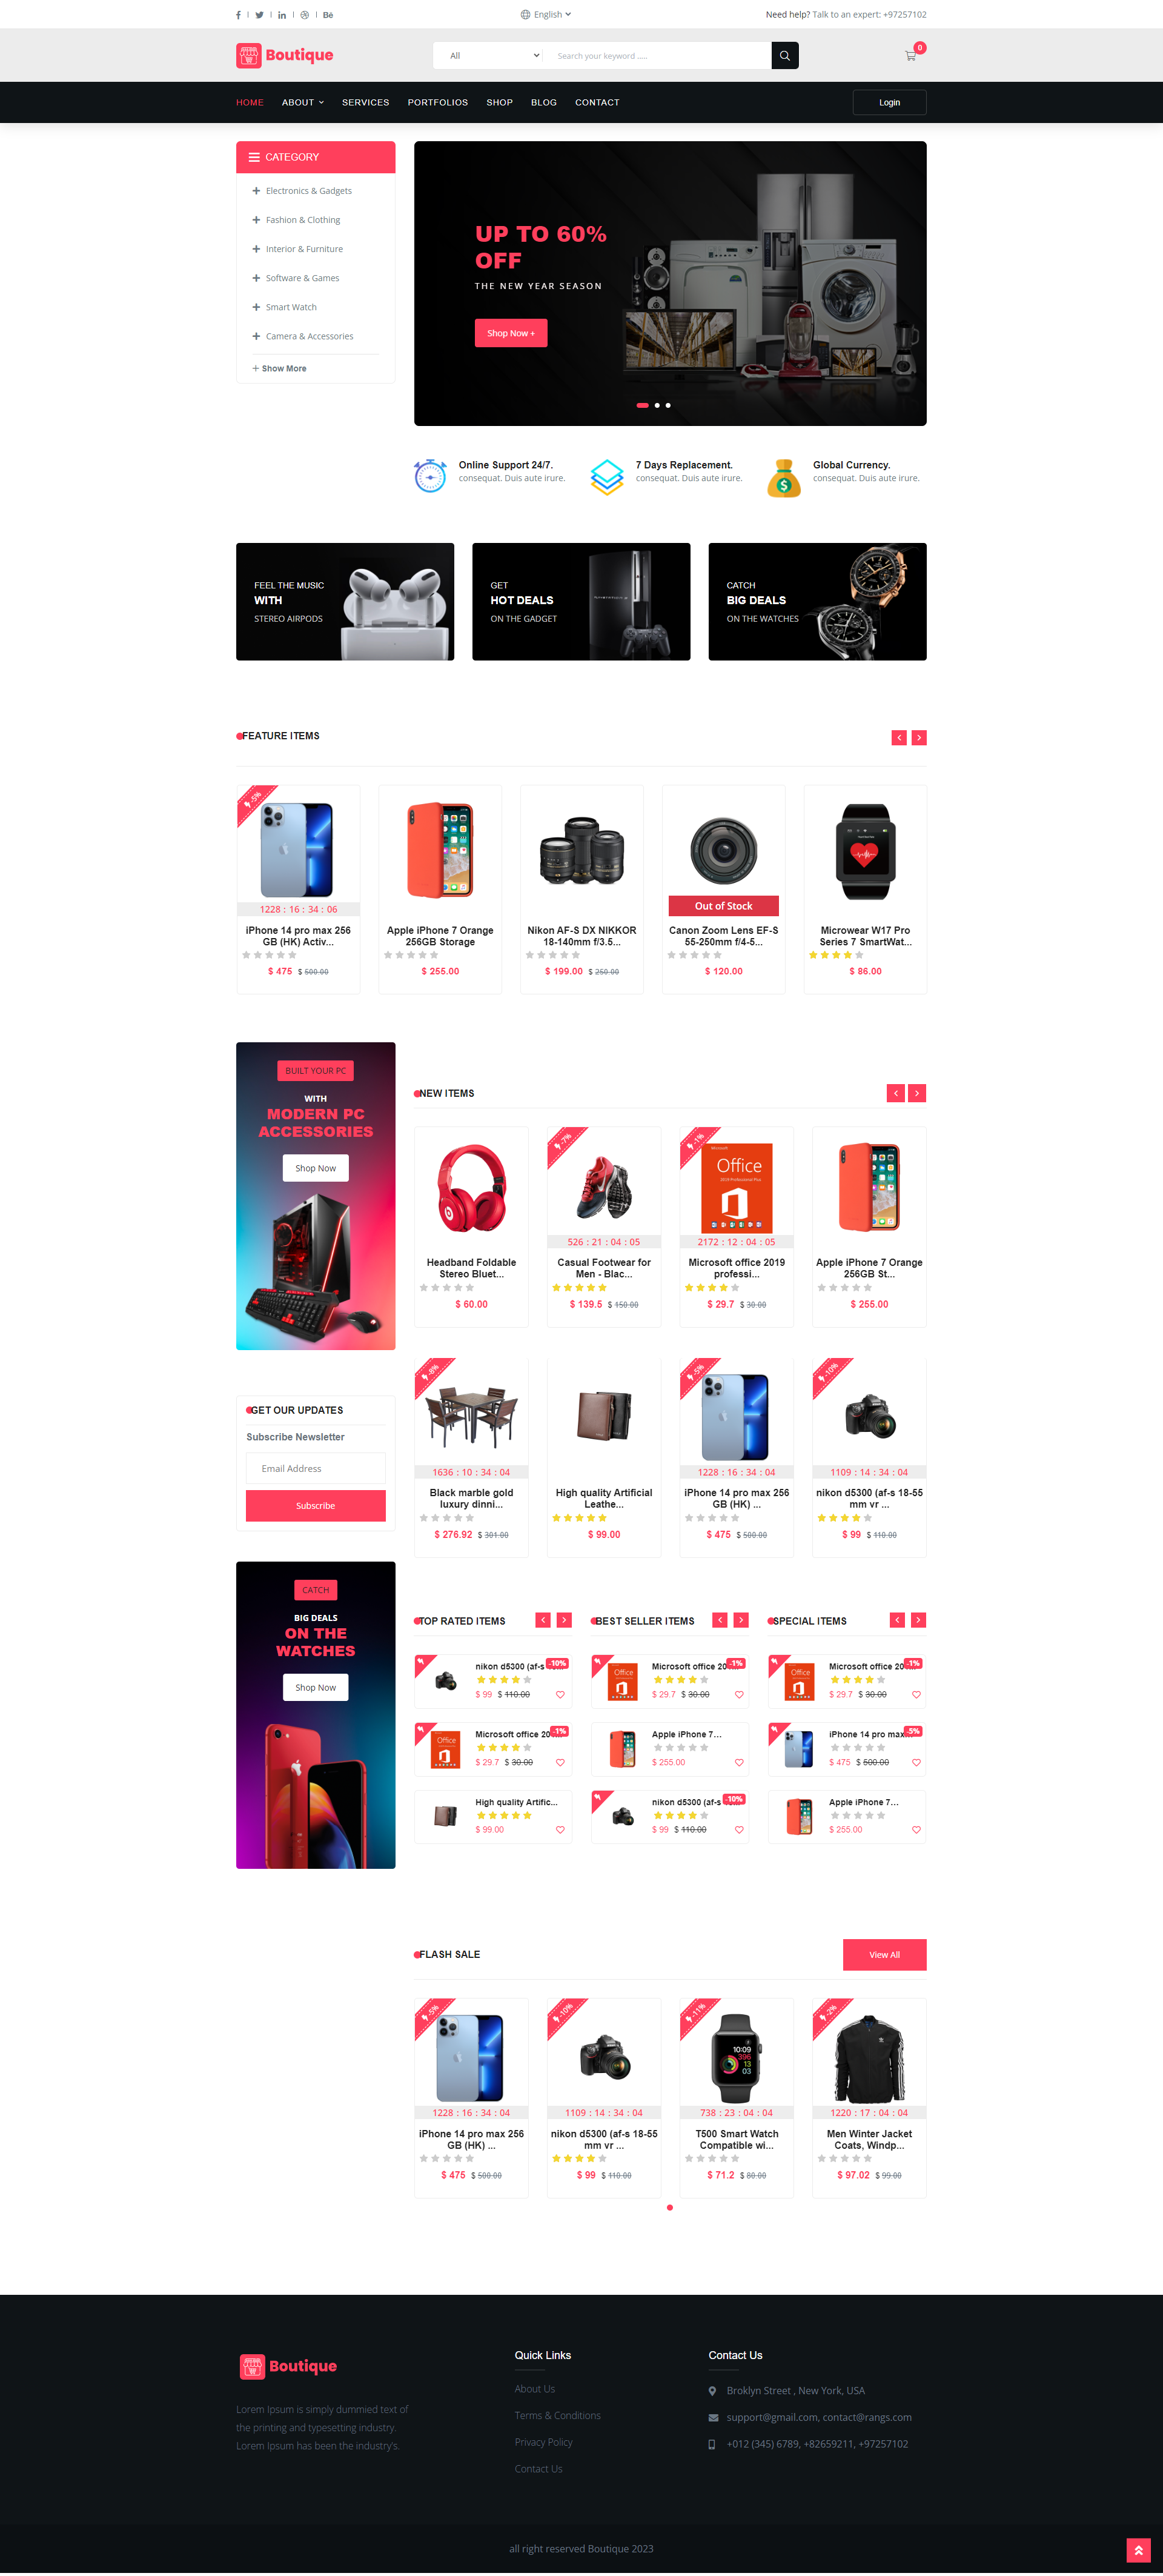 Bē
English
Need help? Talk to an expert: +97257102
Boutique
All
Search your keyword .....
0
HOME
ABOUT
SERVICES
PORTFOLIOS
SHOP
BLOG
CONTACT
Login
CATEGORY
Electronics & Gadgets
Fashion & Clothing
Interior & Furniture
Software & Games
Smart Watch
Camera & Accessories
Show More
UP TO 60%
OFF
THE NEW YEAR SEASON
Shop Now +
Online Support 24/7.
consequat. Duis aute irure.
7 Days Replacement.
consequat. Duis aute irure.
Global Currency.
consequat. Duis aute irure.
FEEL THE MUSIC
WITH
STEREO AIRPODS
GET
HOT DEALS
ON THE GADGET
CATCH
BIG DEALS
ON THE WATCHES
FEATURE ITEMS
-5%
1228 : 16 : 34 : 06
iPhone 14 pro max 256
GB (HK) Activ...
$ 475 $ 500.00
Apple iPhone 7 Orange
256GB Storage
$ 255.00
Nikon AF-S DX NIKKOR
18-140mm f/3.5...
$ 199.00 $ 250.00
Out of Stock
Canon Zoom Lens EF-S
55-250mm f/4-5...
$ 120.00
Microwear W17 Pro
Series 7 SmartWat...
$ 86.00
BUILT YOUR PC
WITH
MODERN PC
ACCESSORIES
Shop Now
NEW ITEMS
Headband Foldable
Stereo Bluet...
$ 60.00
-7%
526 : 21 : 04 : 05
Casual Footwear for
Men - Blac...
$ 139.5 $ 150.00
-1%
Office
2172 : 12 : 04 : 05
Microsoft office 2019
professi...
$ 29.7 $ 30.00
Apple iPhone 7 Orange
256GB St...
$ 255.00
-8%
1636 : 10 : 34 : 04
Black marble gold
luxury dinni...
$ 276.92 $ 301.00
High quality Artificial
Leathe...
$ 99.00
-5%
1228 : 16 : 34 : 04
iPhone 14 pro max 256
GB (HK) ...
$ 475 $ 500.00
-10%
1109 : 14 : 34 : 04
nikon d5300 (af-s 18-55
mm vr ...
$ 99 $ 110.00
GET OUR UPDATES
Subscribe Newsletter
Email Address
Subscribe
CATCH
BIG DEALS
ON THE
WATCHES
Shop Now
TOP RATED ITEMS
nikon d5300 (af-s
-10%
$ 99 $ 110.00
Office
Microsoft office 20
-1%
$ 29.7 $ 30.00
High quality Artific...
$ 99.00
BEST SELLER ITEMS
Office
Microsoft office 20
-1%
$ 29.7 $ 30.00
Apple iPhone 7...
$ 255.00
nikon d5300 (af-s
-10%
$ 99 $ 110.00
SPECIAL ITEMS
Office
Microsoft office 20
-1%
$ 29.7 $ 30.00
iPhone 14 pro max
-5%
$ 475 $ 500.00
Apple iPhone 7...
$ 255.00
FLASH SALE
View All
-5%
1228 : 16 : 34 : 04
iPhone 14 pro max 256
GB (HK) ...
$ 475 $ 500.00
-10%
1109 : 14 : 34 : 04
nikon d5300 (af-s 18-55
mm vr ...
$ 99 $ 110.00
-11%
10:09
396
13
03
738 : 23 : 04 : 04
T500 Smart Watch
Compatible wi...
$ 71.2 $ 80.00
-2%
1220 : 17 : 04 : 04
Men Winter Jacket
Coats, Windp...
$ 97.02 $ 99.00
Boutique
Lorem Ipsum is simply dummied text of
the printing and typesetting industry.
Lorem Ipsum has been the industry's.
Quick Links
About Us
Terms & Conditions
Privacy Policy
Contact Us
Contact Us
Broklyn Street , New York, USA
support@gmail.com, contact@rangs.com
+012 (345) 6789, +82659211, +97257102
all right reserved Boutique 2023